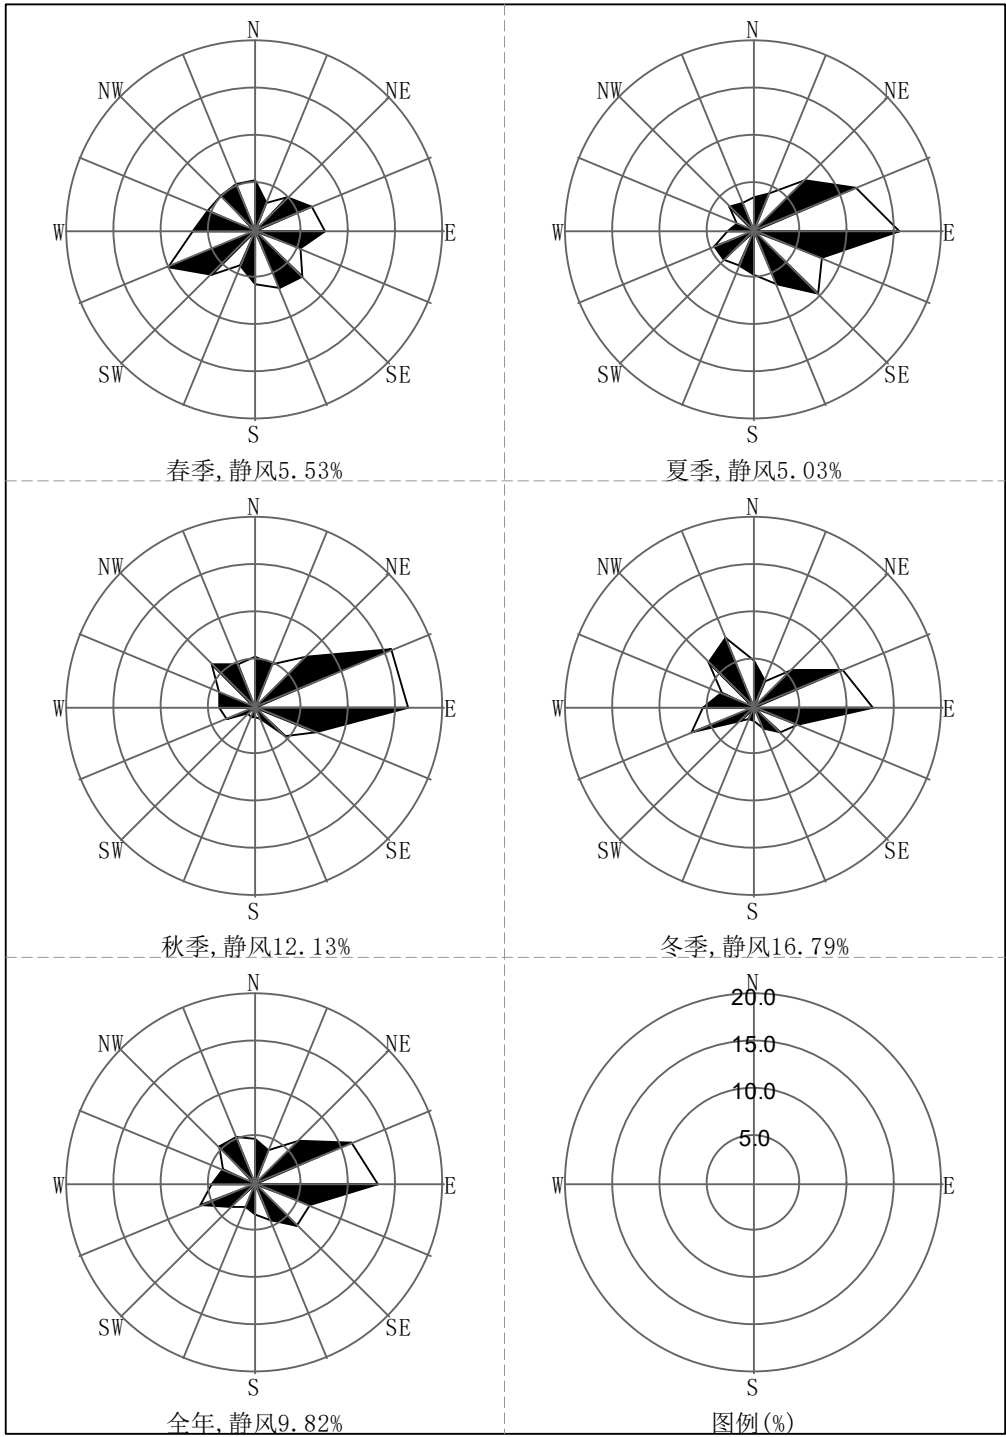 N N
NW NE NW NE
W E W E
SW SE SW SE
S S
春季,静风5.53% 夏季,静风5.03%
N N
NW NE NW NE
W E W E
SW SE SW SE
S S
秋季,静风12.13% 冬季,静风16.79%
N N
20.0
15.0
NW NE
10.0
5.0
W E W E
SW SE
S S
全年,静风9.82% 图例(%)